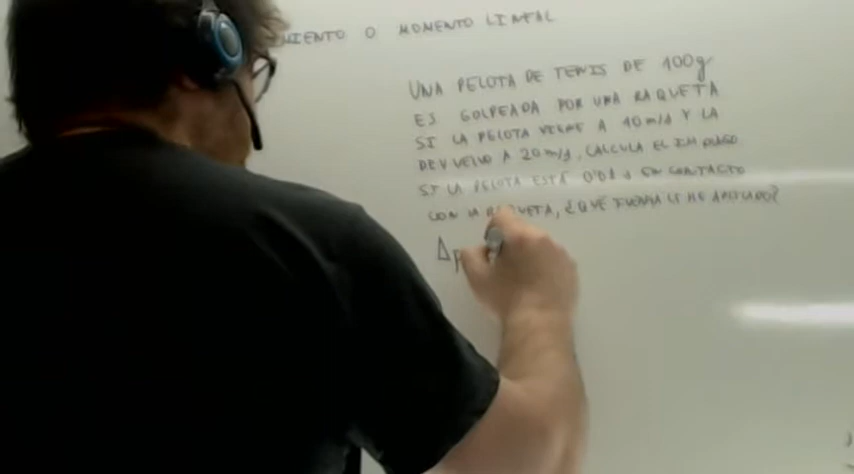 MIENTO O MOMENTO LINEAL
UNA PELOTA DE TENIS DE 100g
ES GOLPEADA POR UNA RAQUETA
SI LA PELOTA VIENE A 40 m/s Y LA
DEVUELVO A 20 m/s, CALCULA EL IMPULSO
SI LA PELOTA ESTÁ 0'01 s EN CONTACTO
CON LA RAQUETA, ¿QUÉ FUERZA LE HE APLICADO?
Δp